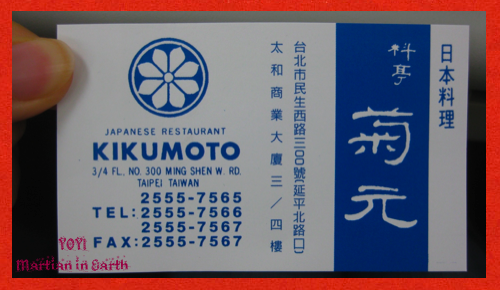 JAPANESE RESTAURANT
KIKUMOTO
3/4 FL., NO. 300 MING SHEN W. RD.
TAIPEI TAIWAN
2555-7565
TEL: 2555-7566
2555-7567
FAX: 2555-7567
日本料理
料亭
菊元
台北市民生西路三〇〇號(延平北路口)
太和商業大廈三／四樓
YOYI
Martian in Earth